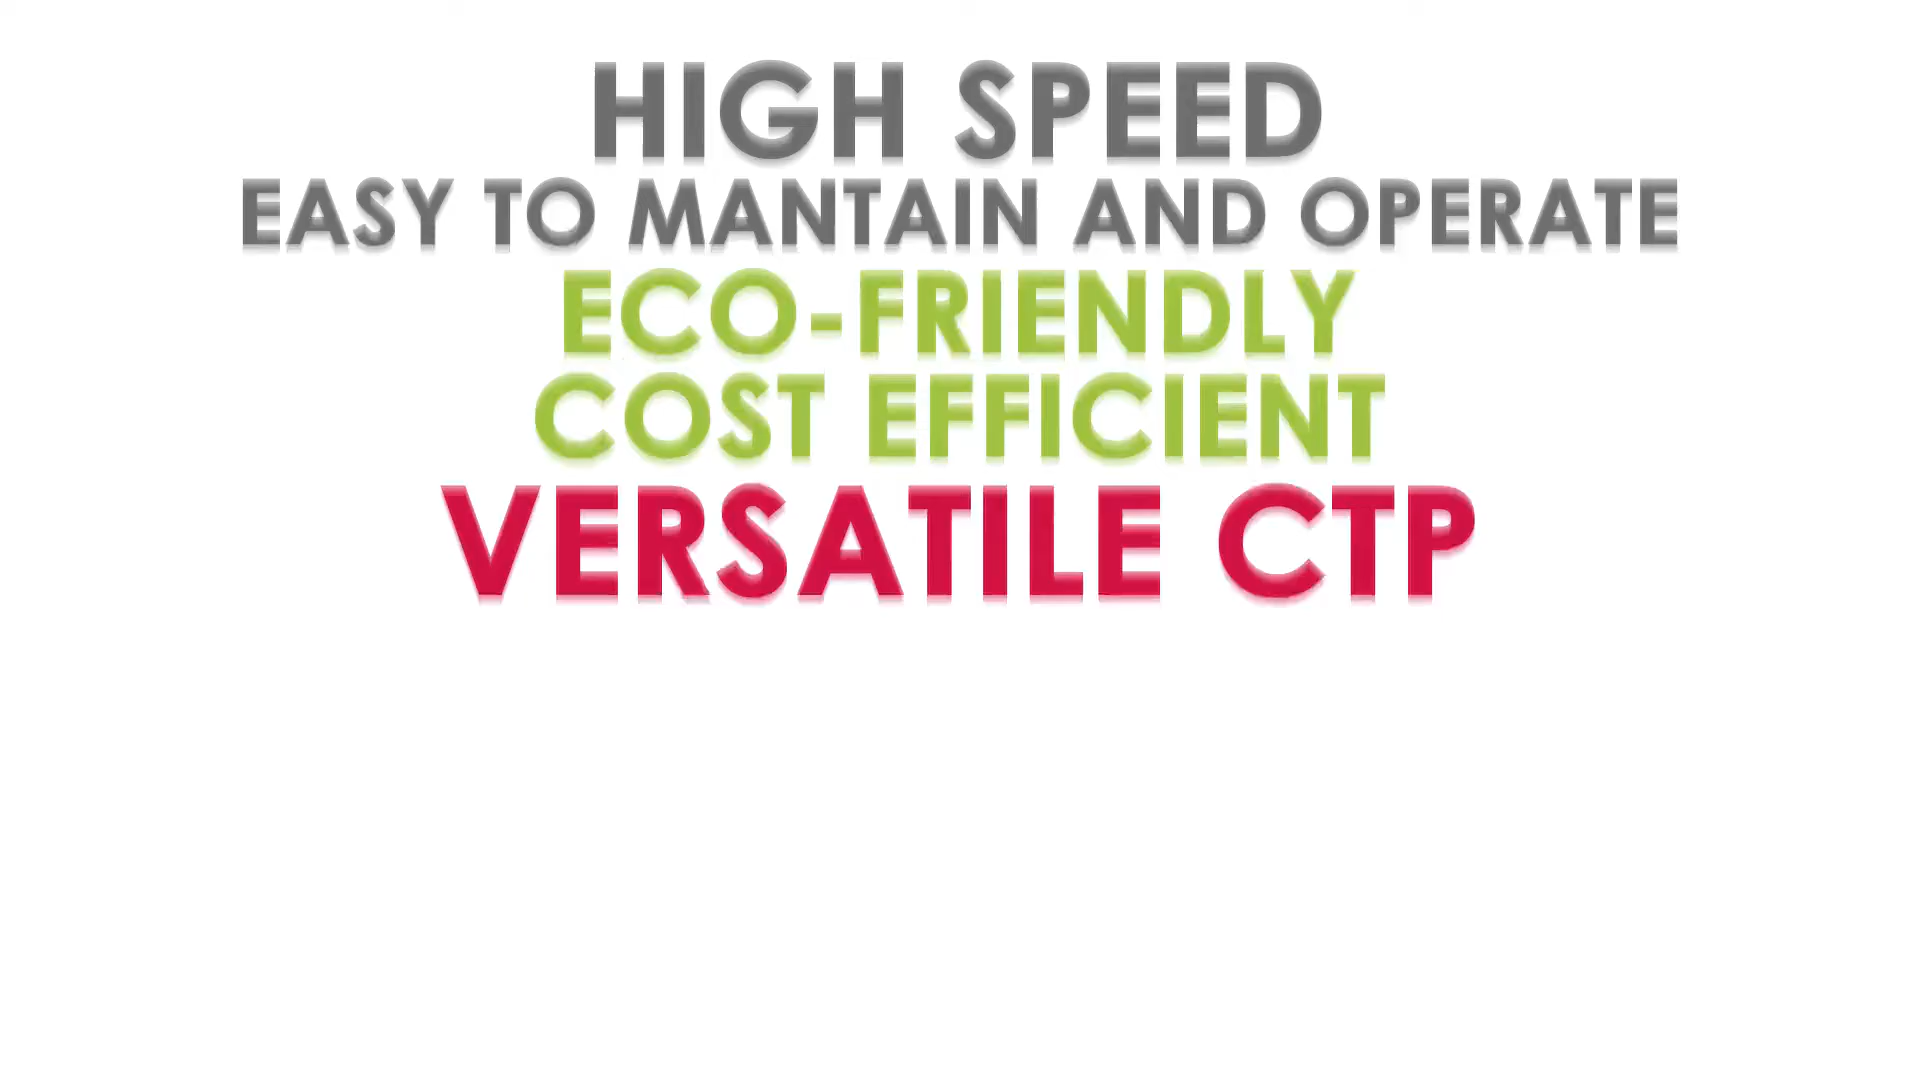 HIGH SPEED
EASY TO MANTAIN AND OPERATE
ECO-FRIENDLY
COST EFFICIENT
VERSATILE CTP